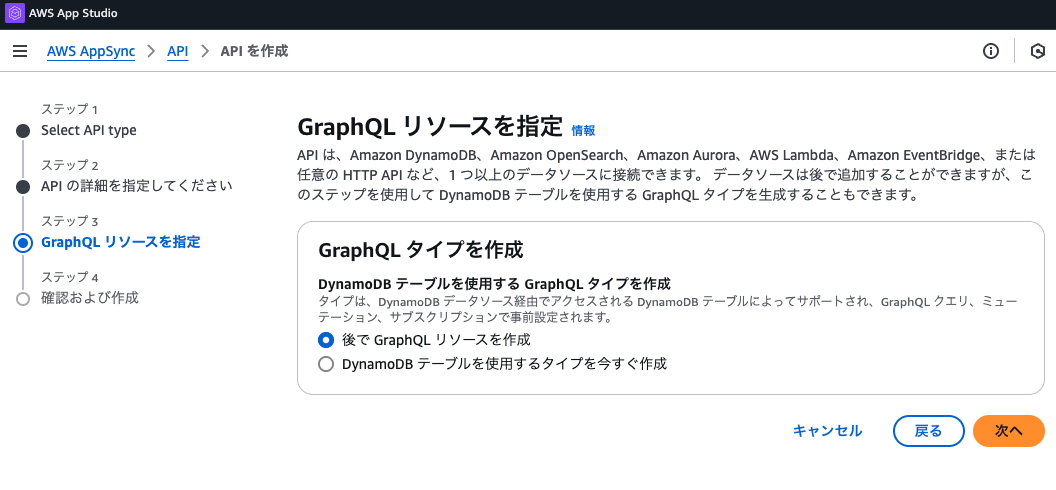 AWS App Studio
AWS AppSync > API > API を作成
ステップ 1
Select API type
ステップ 2
API の詳細を指定してください
ステップ 3
GraphQL リソースを指定
ステップ 4
確認および作成
GraphQL リソースを指定 情報
API は、Amazon DynamoDB、Amazon OpenSearch、Amazon Aurora、AWS Lambda、Amazon EventBridge、または
任意の HTTP API など、1 つ以上のデータソースに接続できます。 データソースは後で追加することができますが、こ
のステップを使用して DynamoDB テーブルを使用する GraphQL タイプを生成することもできます。
GraphQL タイプを作成
DynamoDB テーブルを使用する GraphQL タイプを作成
タイプは、DynamoDB データソース経由でアクセスされる DynamoDB テーブルによってサポートされ、GraphQL クエリ、ミュー
テーション、サブスクリプションで事前設定されます。
後で GraphQL リソースを作成
DynamoDB テーブルを使用するタイプを今すぐ作成
キャンセル 戻る 次へ